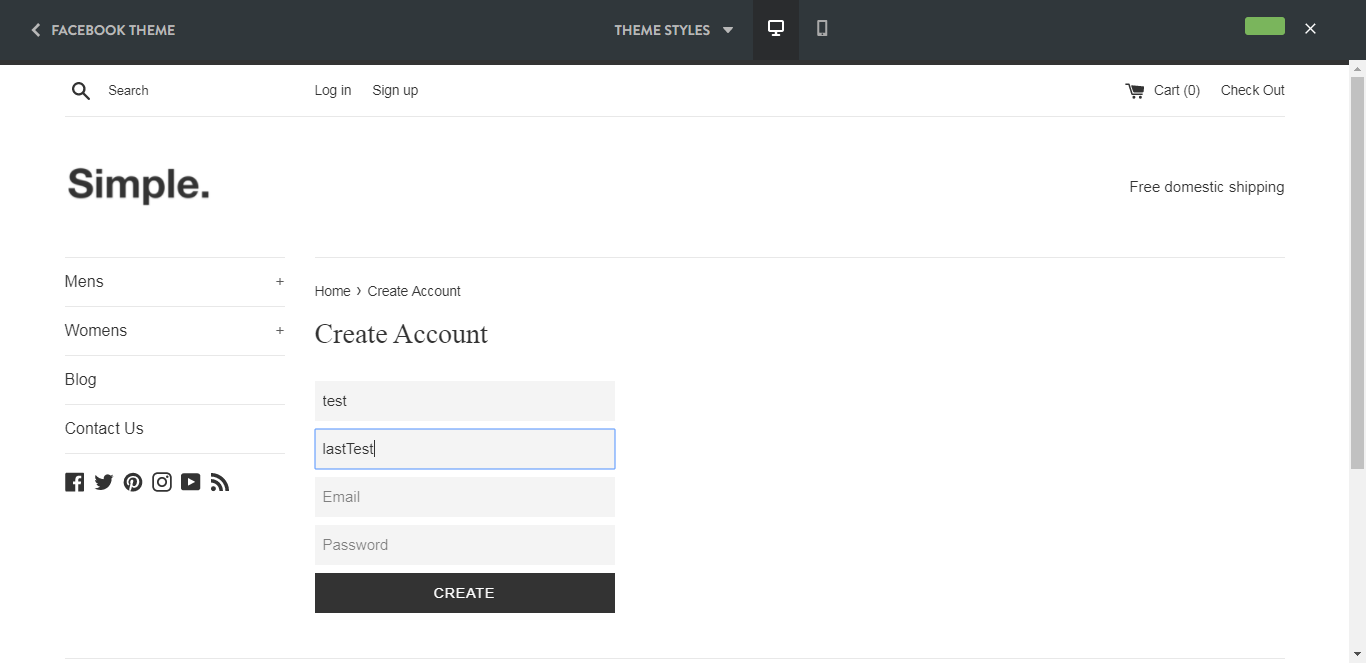 FACEBOOK THEME
THEME STYLES
Search
Log in
Sign up
Cart (0)
Check Out
Simple.
Free domestic shipping
Mens +
Womens +
Blog
Contact Us
Home › Create Account
Create Account
test
lastTest
Email
Password
CREATE